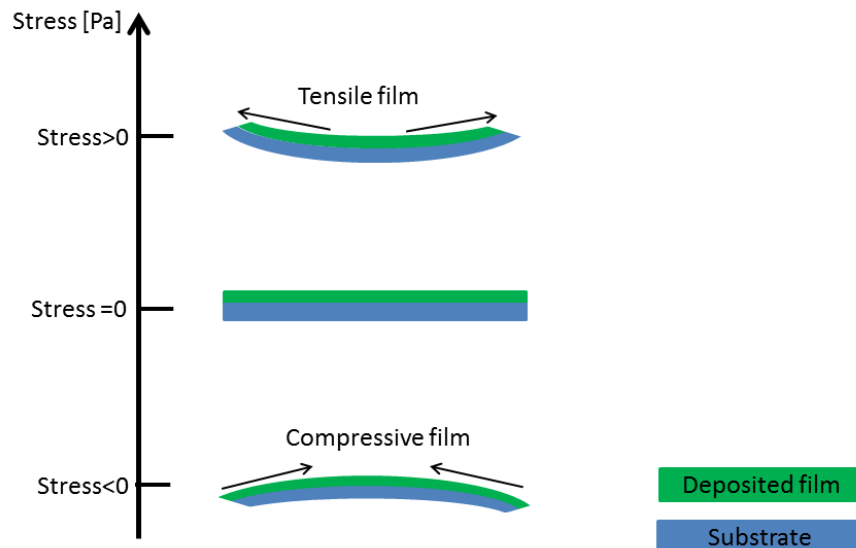 Stress [Pa]
Tensile film
Stress>0
Stress =0
Compressive film
Stress<0
Deposited film
Substrate